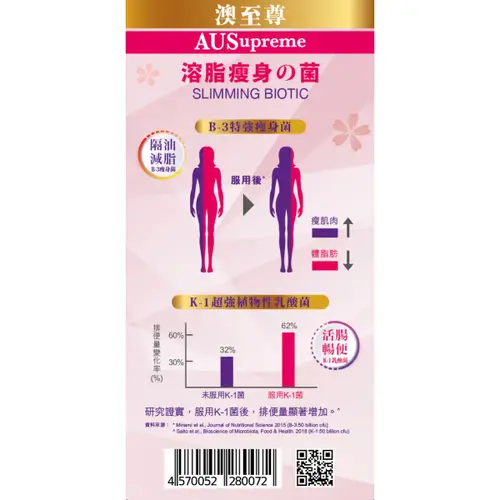 澳至尊
AUSupreme
溶脂瘦身の菌
SLIMMING BIOTIC
B-3特強瘦身菌
隔油
減脂
B-3瘦身菌
服用後*
瘦肌肉
體脂肪
K-1超強植物性乳酸菌
排便量變化率
(%)
60%
30%
32%
62%
未服用K-1菌
服用K-1菌
活腸
暢便
K-1乳酸菌
研究證實，服用K-1菌後，排便量顯著增加。^
資料來源： * Minami et al., Journal of Nutritional Science 2015 (B-3 50 billion cfu)
^ Saito et al., Bioscience of Microbiota, Food & Health, 2018 (K-1 50 billion cfu)
4 570052 280072